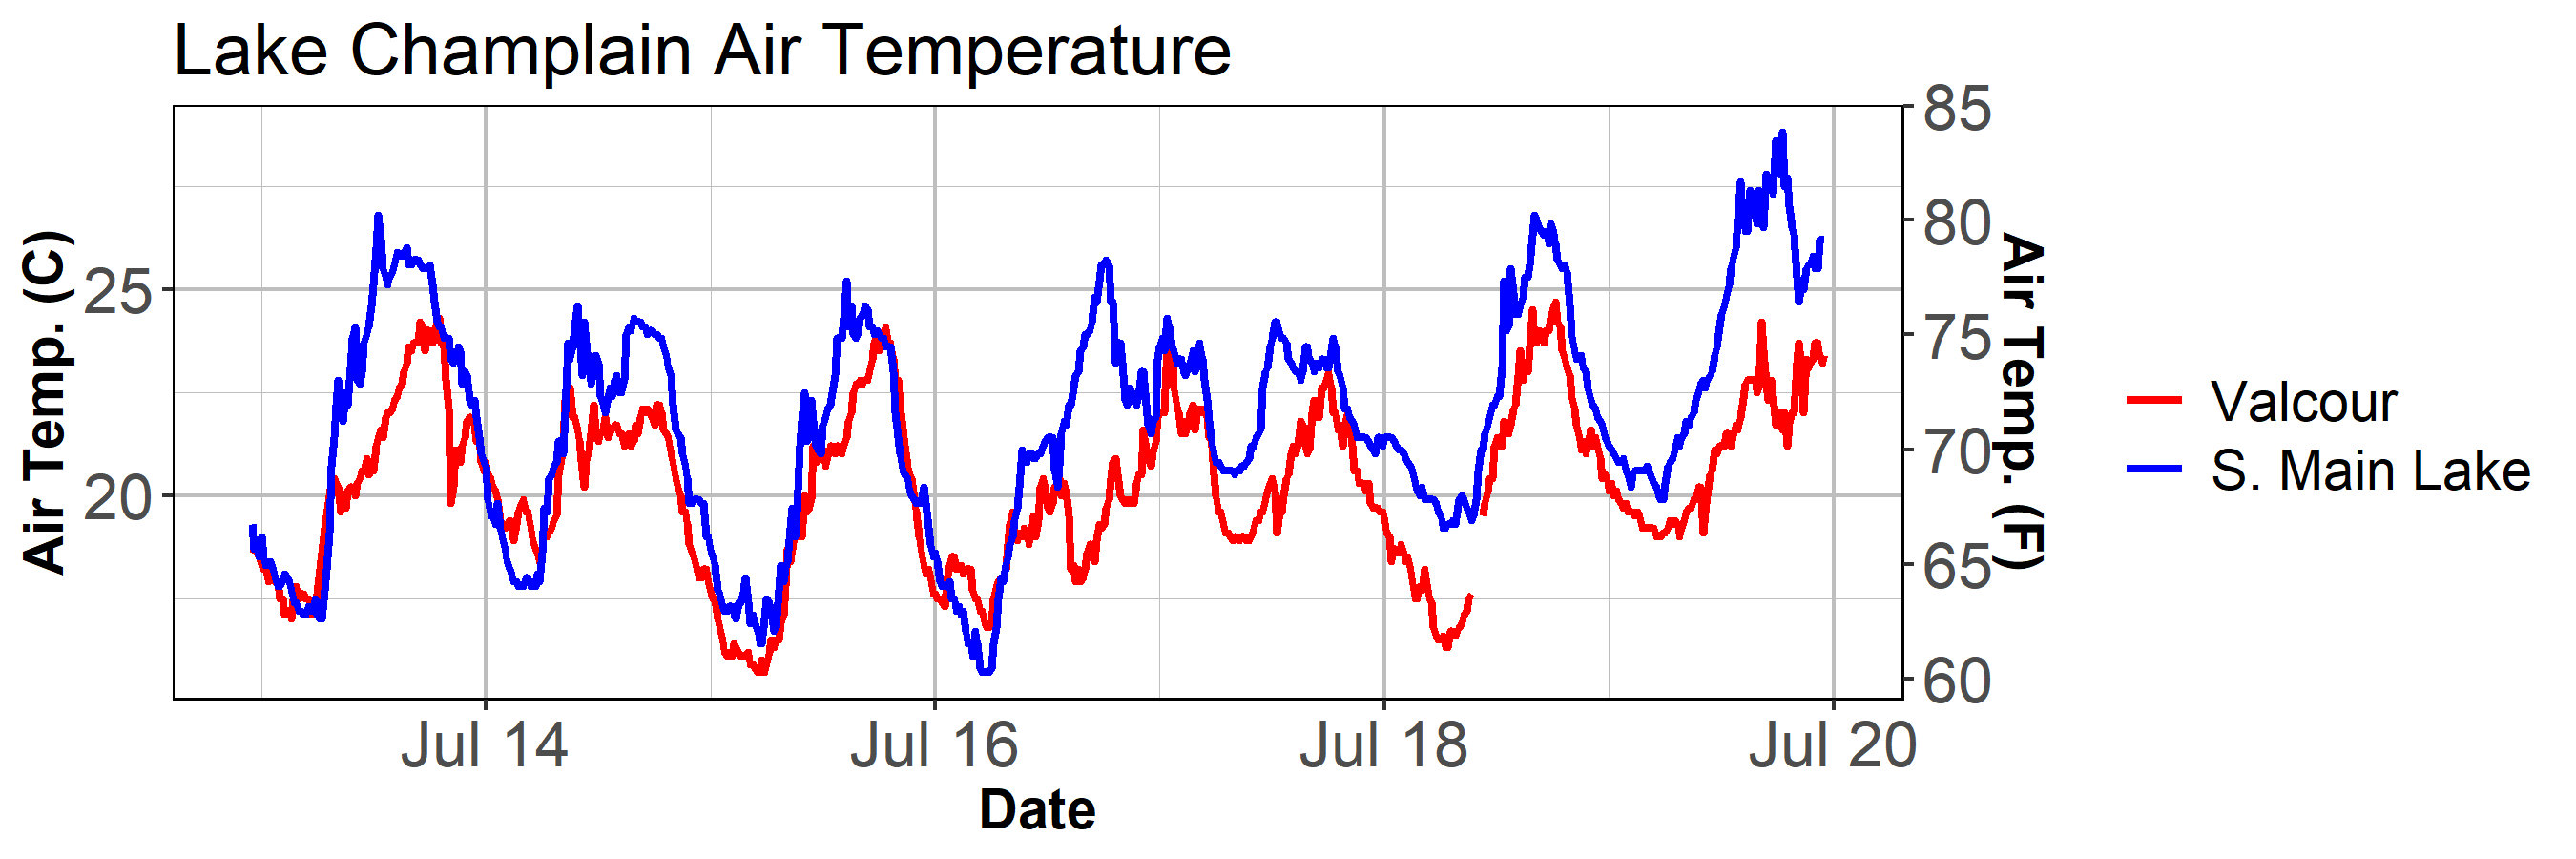 Lake Champlain Air Temperature
Air Temp. (C)
25
20
85
80
75
70
65
60
Air Temp. (F)
Jul 14
Jul 16
Jul 18
Jul 20
Date
Valcour
S. Main Lake